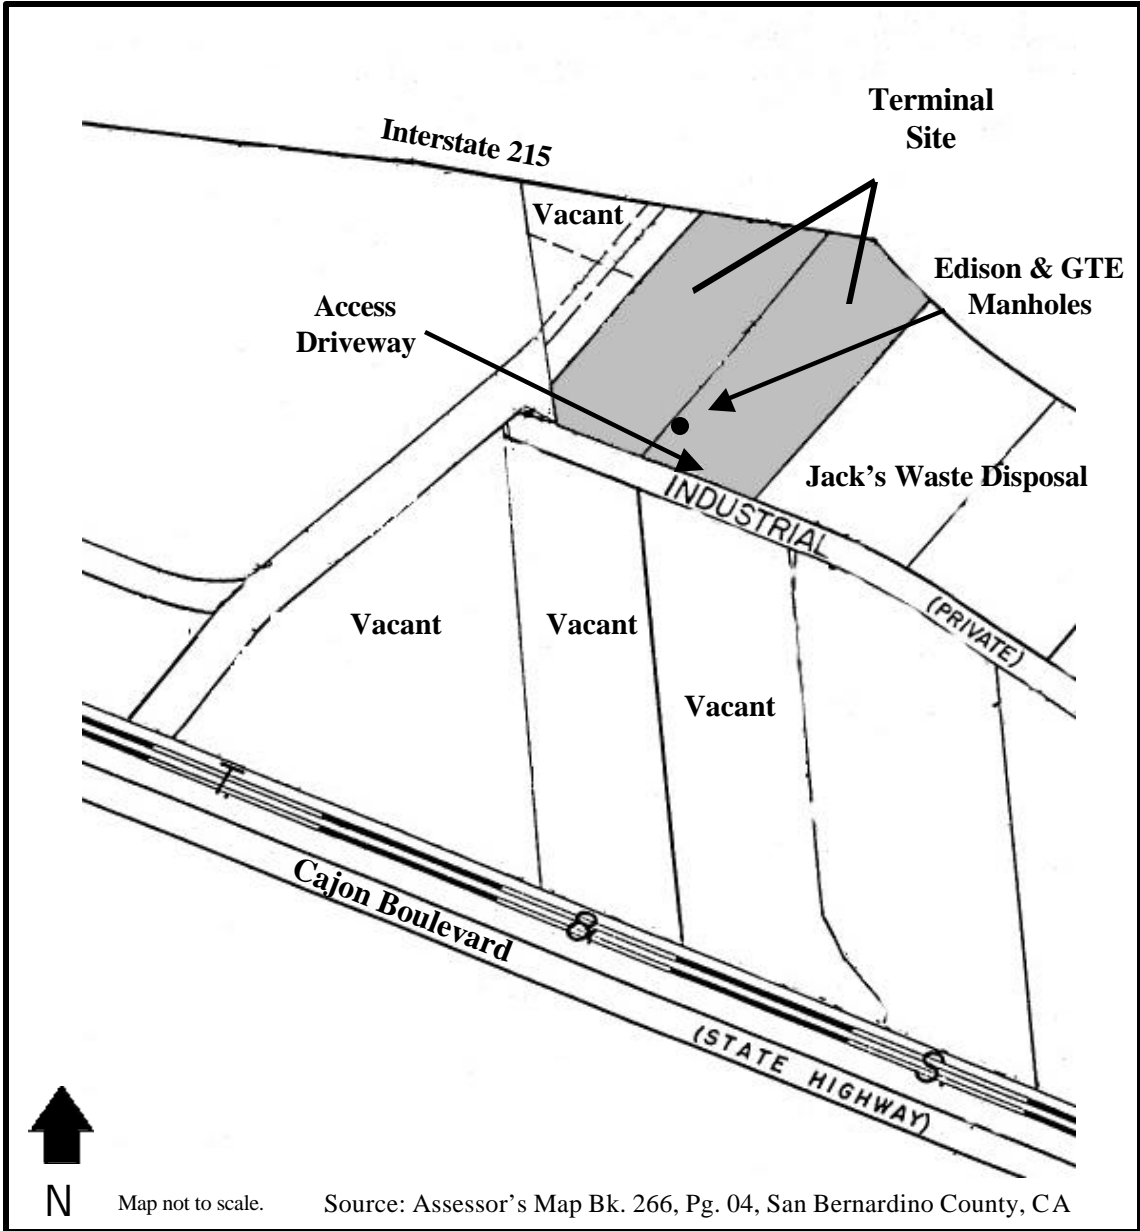 Terminal
Site
Interstate 215
Vacant
Edison & GTE
Manholes
Access
Driveway
Jack's Waste Disposal
INDUSTRIAL
(PRIVATE)
Vacant
Vacant
Vacant
T
&
S
Cajon Boulevard
(STATE HIGHWAY)
N
Map not to scale.
Source: Assessor's Map Bk. 266, Pg. 04, San Bernardino County, CA